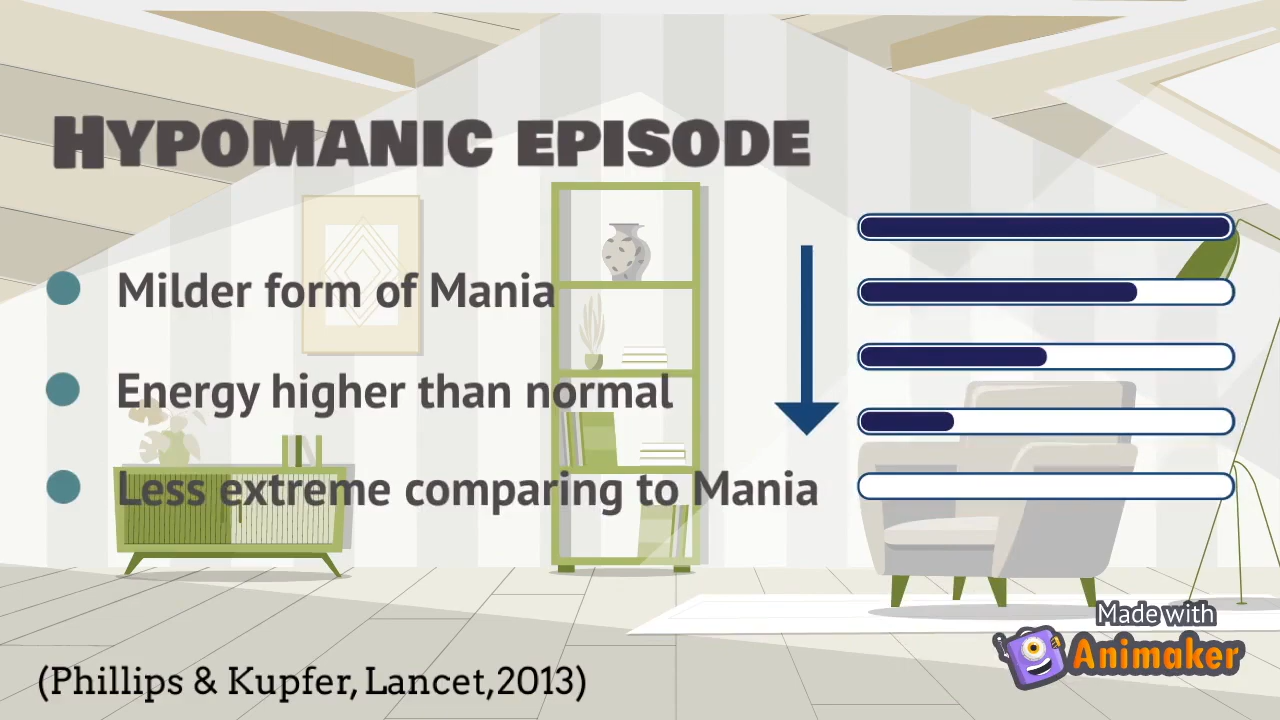 HYPOMANIC EPISODE
Milder form of Mania
Energy higher than normal
Less extreme comparing to Mania
(Phillips & Kupfer, Lancet,2013)
Made with
Animaker